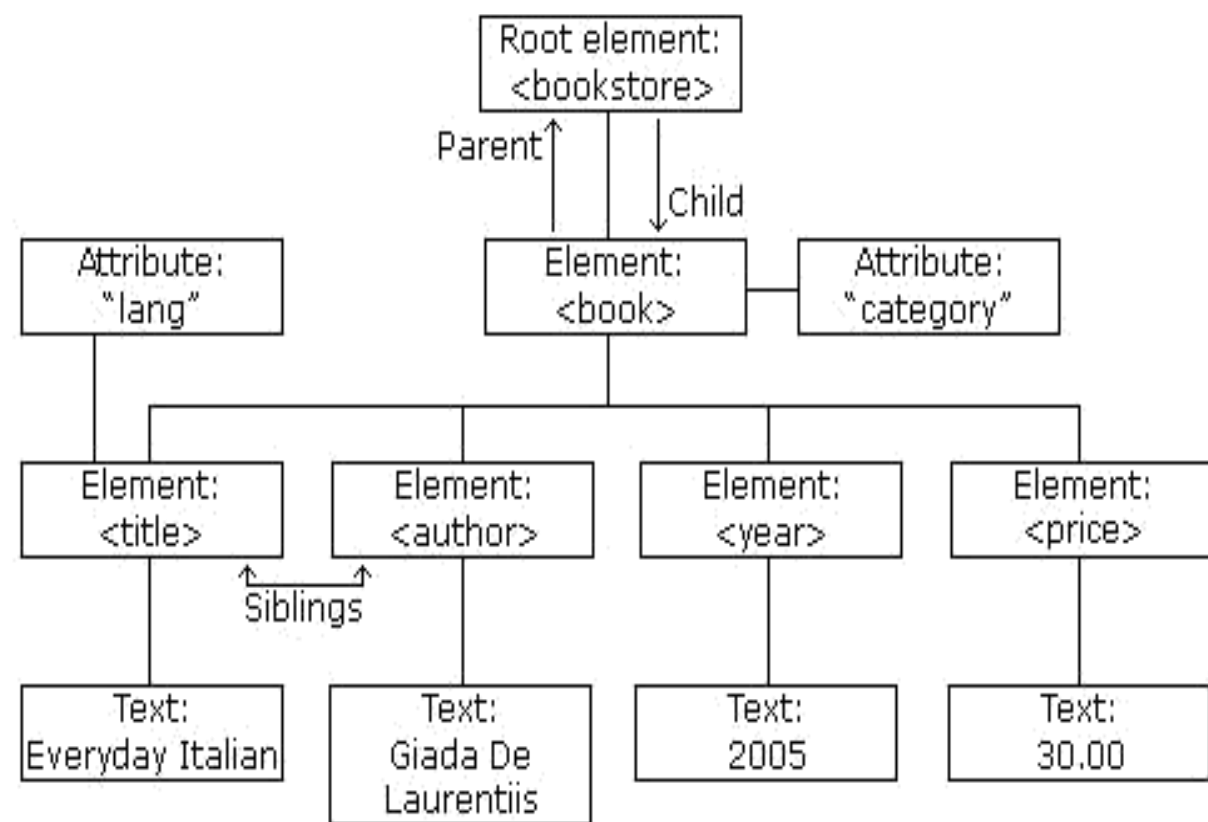 Root element:
<bookstore>
Parent
Child
Attribute:
“lang”
Element:
<book>
Attribute:
“category”
Element:
<title>
Element:
<author>
Element:
<year>
Element:
<price>
Siblings
Text:
Everyday Italian
Text:
Giada De
Laurentiis
Text:
2005
Text:
30.00